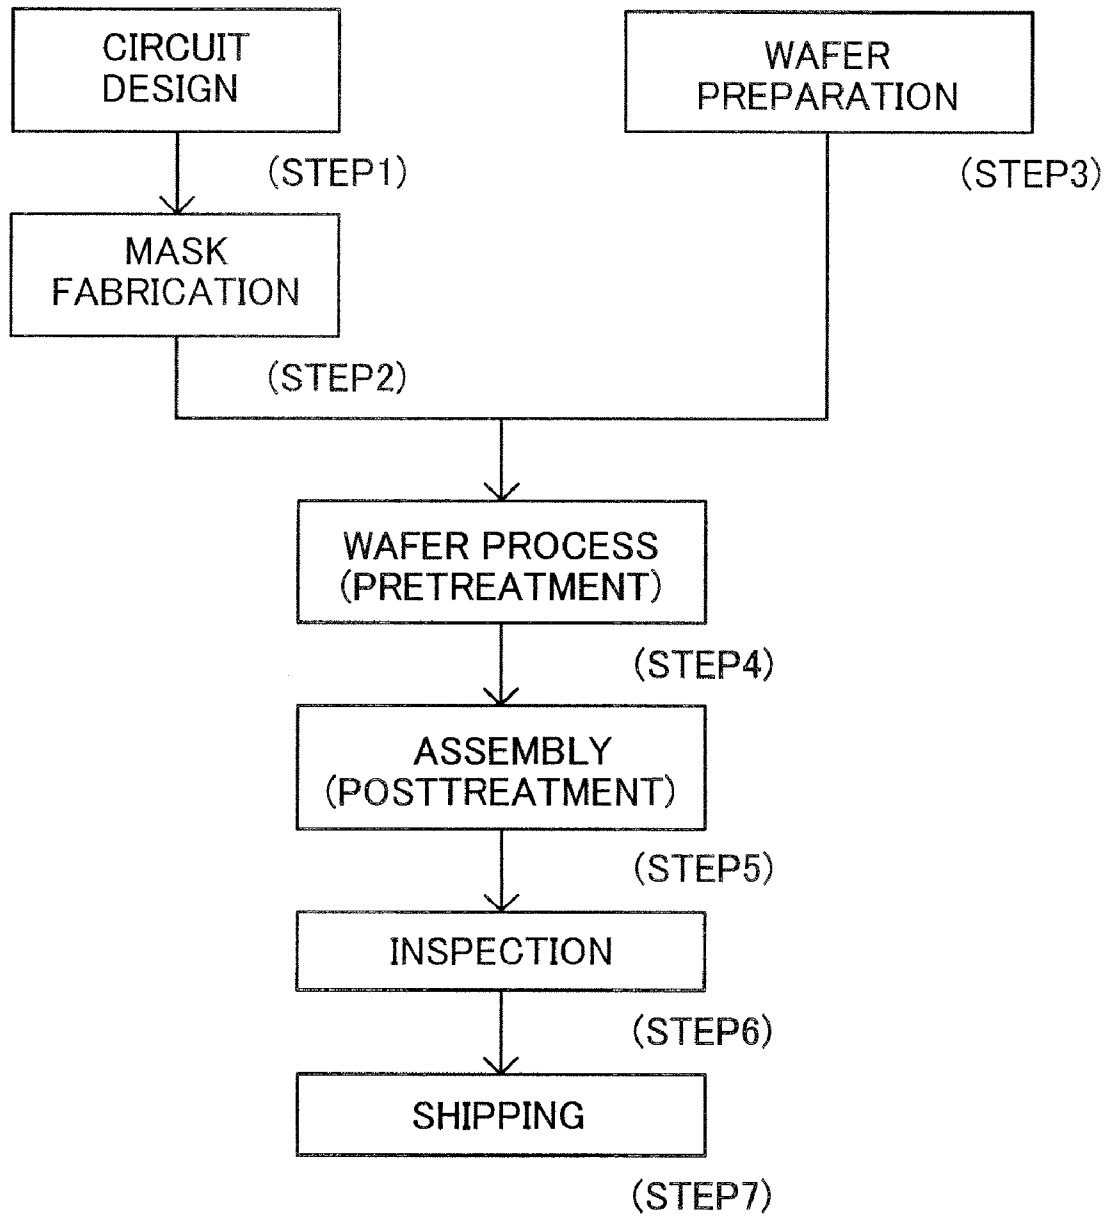 CIRCUIT
DESIGN
(STEP1)
MASK
FABRICATION
(STEP2)
WAFER
PREPARATION
(STEP3)
WAFER PROCESS
(PRETREATMENT)
(STEP4)
ASSEMBLY
(POSTTREATMENT)
(STEP5)
INSPECTION
(STEP6)
SHIPPING
(STEP7)